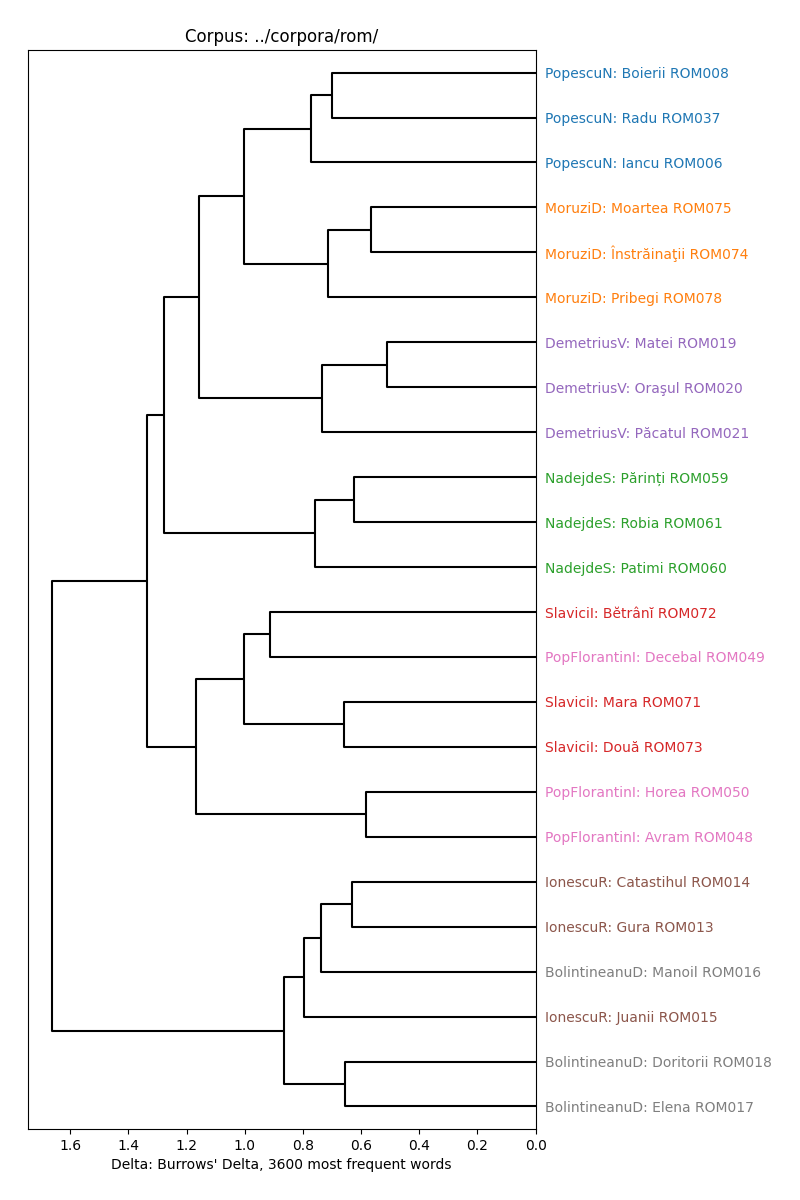 Corpus: ../corpora/rom/
PopescuN: Boierii ROM008
PopescuN: Radu ROM037
PopescuN: Iancu ROM006
MoruziD: Moartea ROM075
MoruziD: Înstrăinaţii ROM074
MoruziD: Pribegi ROM078
DemetriusV: Matei ROM019
DemetriusV: Oraşul ROM020
DemetriusV: Păcatul ROM021
NadejdeS: Părinți ROM059
NadejdeS: Robia ROM061
NadejdeS: Patimi ROM060
SlaviciI: Bĕtrânĭ ROM072
PopFlorantinI: Decebal ROM049
SlaviciI: Mara ROM071
SlaviciI: Două ROM073
PopFlorantinI: Horea ROM050
PopFlorantinI: Avram ROM048
IonescuR: Catastihul ROM014
IonescuR: Gura ROM013
BolintineanuD: Manoil ROM016
IonescuR: Juanii ROM015
BolintineanuD: Doritorii ROM018
BolintineanuD: Elena ROM017
1.6 1.4 1.2 1.0 0.8 0.6 0.4 0.2 0.0
Delta: Burrows' Delta, 3600 most frequent words